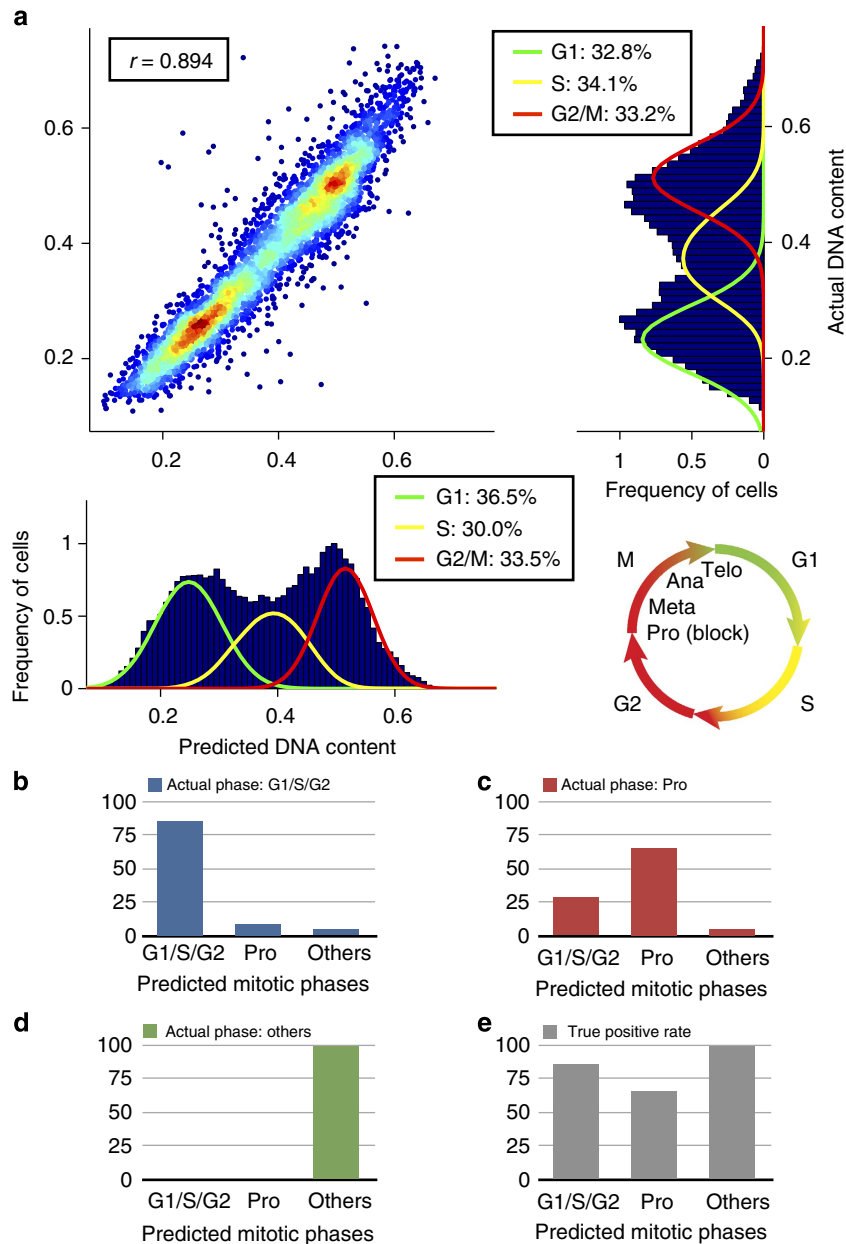 a
r = 0.894
0.6
0.4
0.2
0.2
0.4
0.6
G1: 32.8%
S: 34.1%
G2/M: 33.2%
0.6
0.4
0.2
Actual DNA content
1
0.5
0
Frequency of cells
G1: 36.5%
S: 30.0%
G2/M: 33.5%
Frequency of cells
1
0.5
0
0.2
0.4
0.6
Predicted DNA content
M
G1
Ana
Telo
Meta
Pro (block)
G2
S
b
Actual phase: G1/S/G2
100
75
50
25
0
G1/S/G2
Pro
Others
Predicted mitotic phases
c
Actual phase: Pro
100
75
50
25
0
G1/S/G2
Pro
Others
Predicted mitotic phases
d
Actual phase: others
100
75
50
25
0
G1/S/G2
Pro
Others
Predicted mitotic phases
e
True positive rate
100
75
50
25
0
G1/S/G2
Pro
Others
Predicted mitotic phases